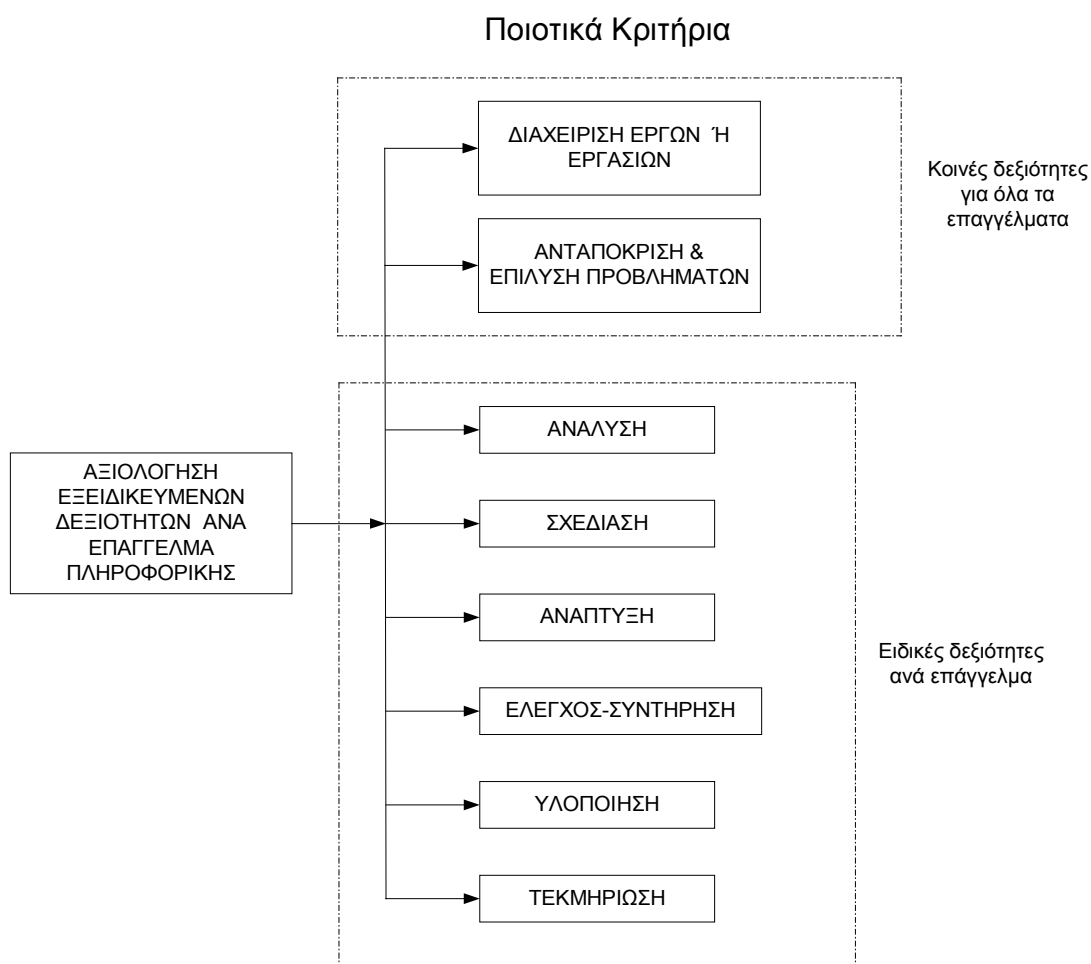 Ποιοτικά Κριτήρια
ΔΙΑΧΕΙΡΙΣΗ ΕΡΓΩΝ Ή
ΕΡΓΑΣΙΩΝ
Κοινές δεξιότητες
για όλα τα
επαγγέλματα
ΑΝΤΑΠΟΚΡΙΣΗ &
ΕΠΙΛΥΣΗ ΠΡΟΒΛΗΜΑΤΩΝ
ΑΝΑΛΥΣΗ
ΑΞΙΟΛΟΓΗΣΗ
ΕΞΕΙΔΙΚΕΥΜΕΝΩΝ
ΔΕΞΙΟΤΗΤΩΝ ΑΝΑ
ΕΠΑΓΓΕΛΜΑ
ΠΛΗΡΟΦΟΡΙΚΗΣ
ΣΧΕΔΙΑΣΗ
ΑΝΑΠΤΥΞΗ
Ειδικές δεξιότητες
ανά επάγγελμα
ΕΛΕΓΧΟΣ-ΣΥΝΤΗΡΗΣΗ
ΥΛΟΠΟΙΗΣΗ
ΤΕΚΜΗΡΙΩΣΗ